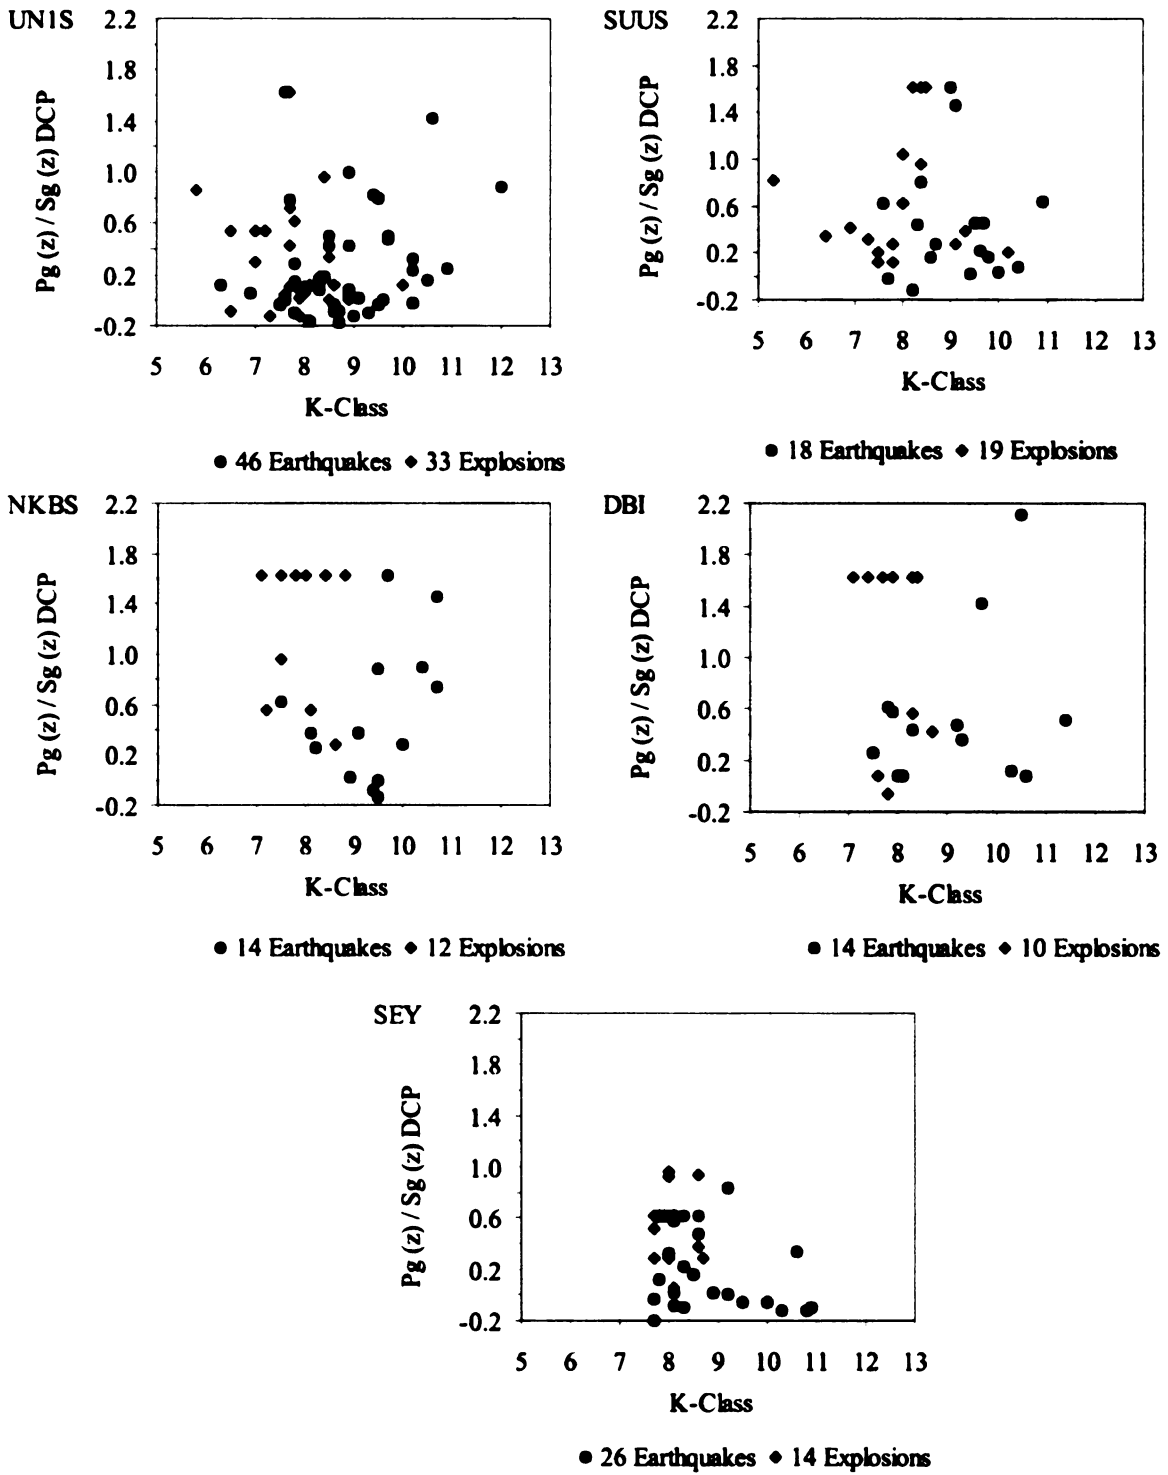 UN1S
2.2
1.8
1.4
1.0
0.6
0.2
-0.2
Pg (z) / Sg (z) DCP
5 6 7 8 9 10 11 12 13
K-Class
46 Earthquakes 33 Explosions
SUUS
2.2
1.8
1.4
1.0
0.6
0.2
-0.2
Pg (z) / Sg (z) DCP
5 6 7 8 9 10 11 12 13
K-Class
18 Earthquakes 19 Explosions
NKBS
2.2
1.8
1.4
1.0
0.6
0.2
-0.2
Pg (z) / Sg (z) DCP
5 6 7 8 9 10 11 12 13
K-Class
14 Earthquakes 12 Explosions
DBI
2.2
1.8
1.4
1.0
0.6
0.2
-0.2
Pg (z) / Sg (z) DCP
5 6 7 8 9 10 11 12 13
K-Class
14 Earthquakes 10 Explosions
SEY
2.2
1.8
1.4
1.0
0.6
0.2
-0.2
Pg (z) / Sg (z) DCP
5 6 7 8 9 10 11 12 13
K-Class
26 Earthquakes 14 Explosions